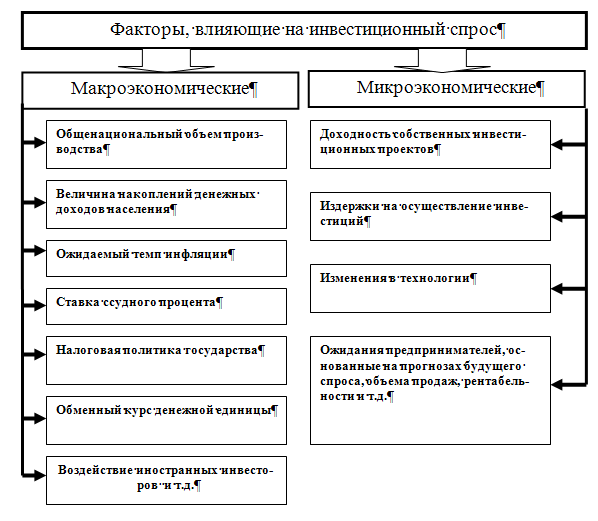 Факторы, влияющие на инвестиционный спрос¶
Макроэкономические¶
Микроэкономические¶
Общенациональный объем произ-
водства¶
Величина накоплений денежных
доходов населения¶
Ожидаемый темп инфляции¶
Ставка ссудного процента¶
Налоговая политика государства¶
Обменный курс денежной единицы¶
Воздействие иностранных инвесто-
ров и т.д.¶
Доходность собственных инвести-
ционных проектов¶
Издержки на осуществление инве-
стиций¶
Изменения в технологии¶
Ожидания предпринимателей, ос-
нованные на прогнозах будущего
спроса, объема продаж, рентабель-
ности и т.д.¶